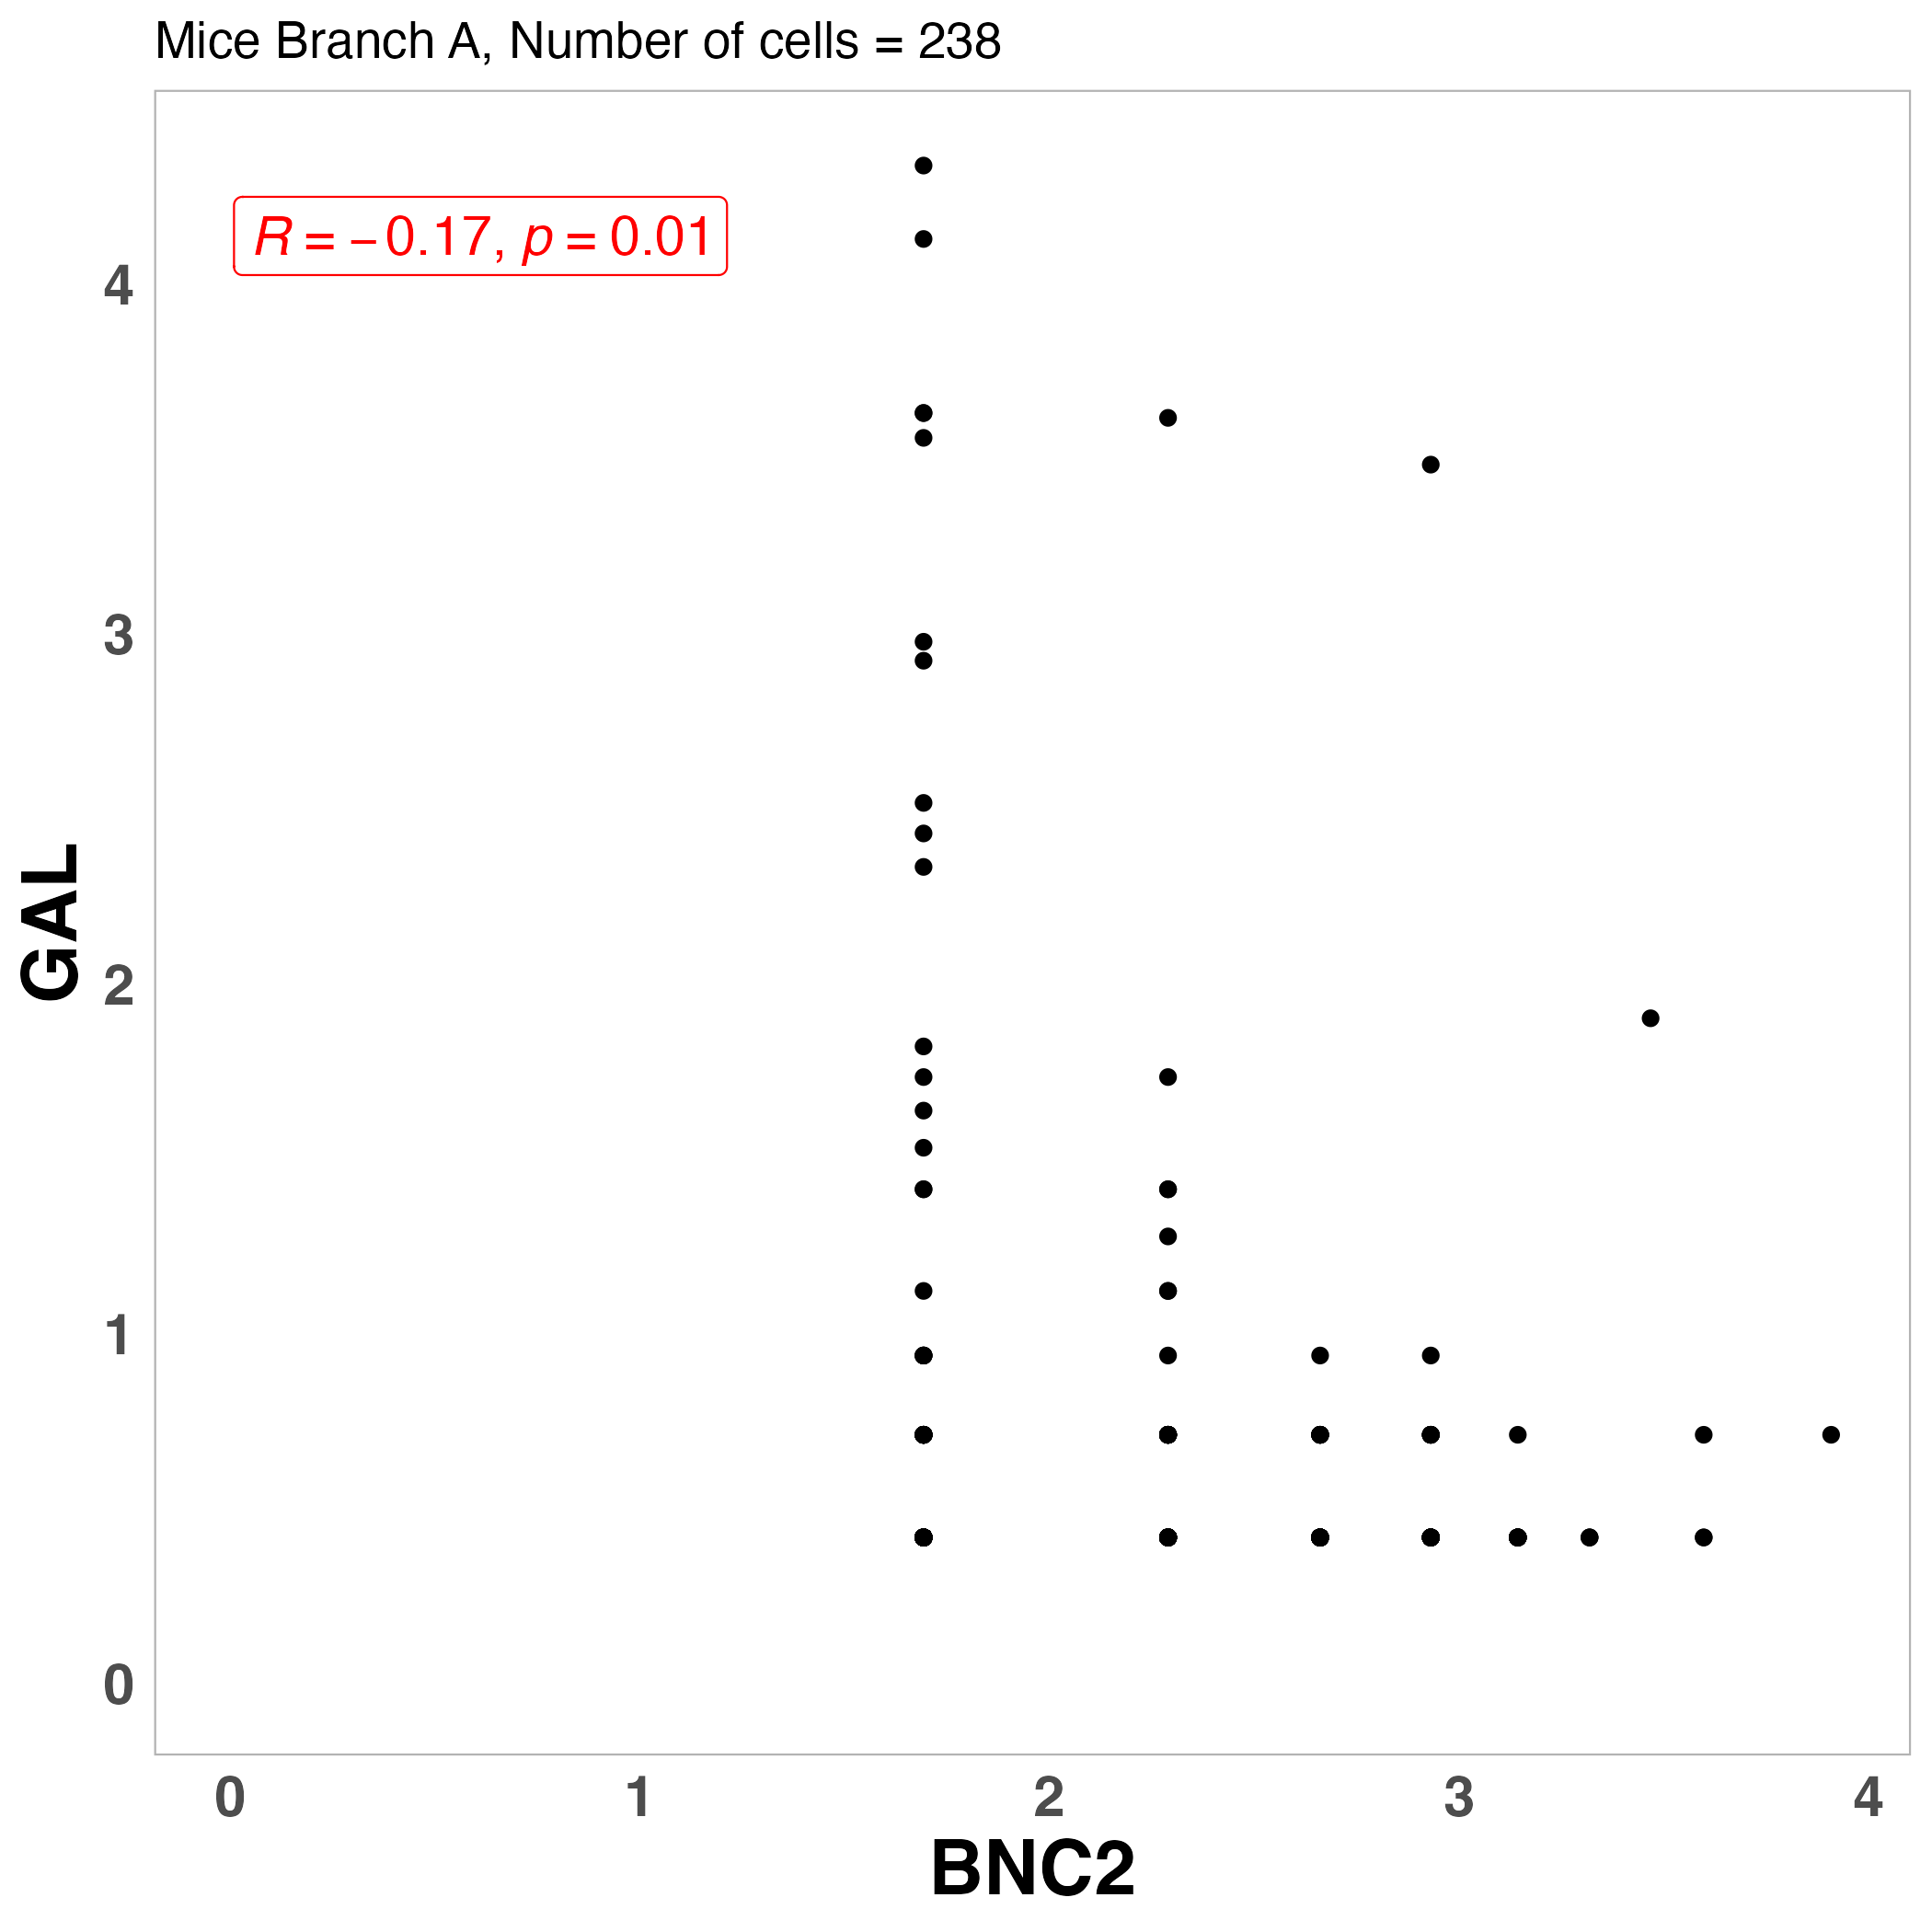 Mice Branch A, Number of cells = 238
R = −0.17, p = 0.01
4
3
2
1
0
GAL
0 1 2 3 4
BNC2